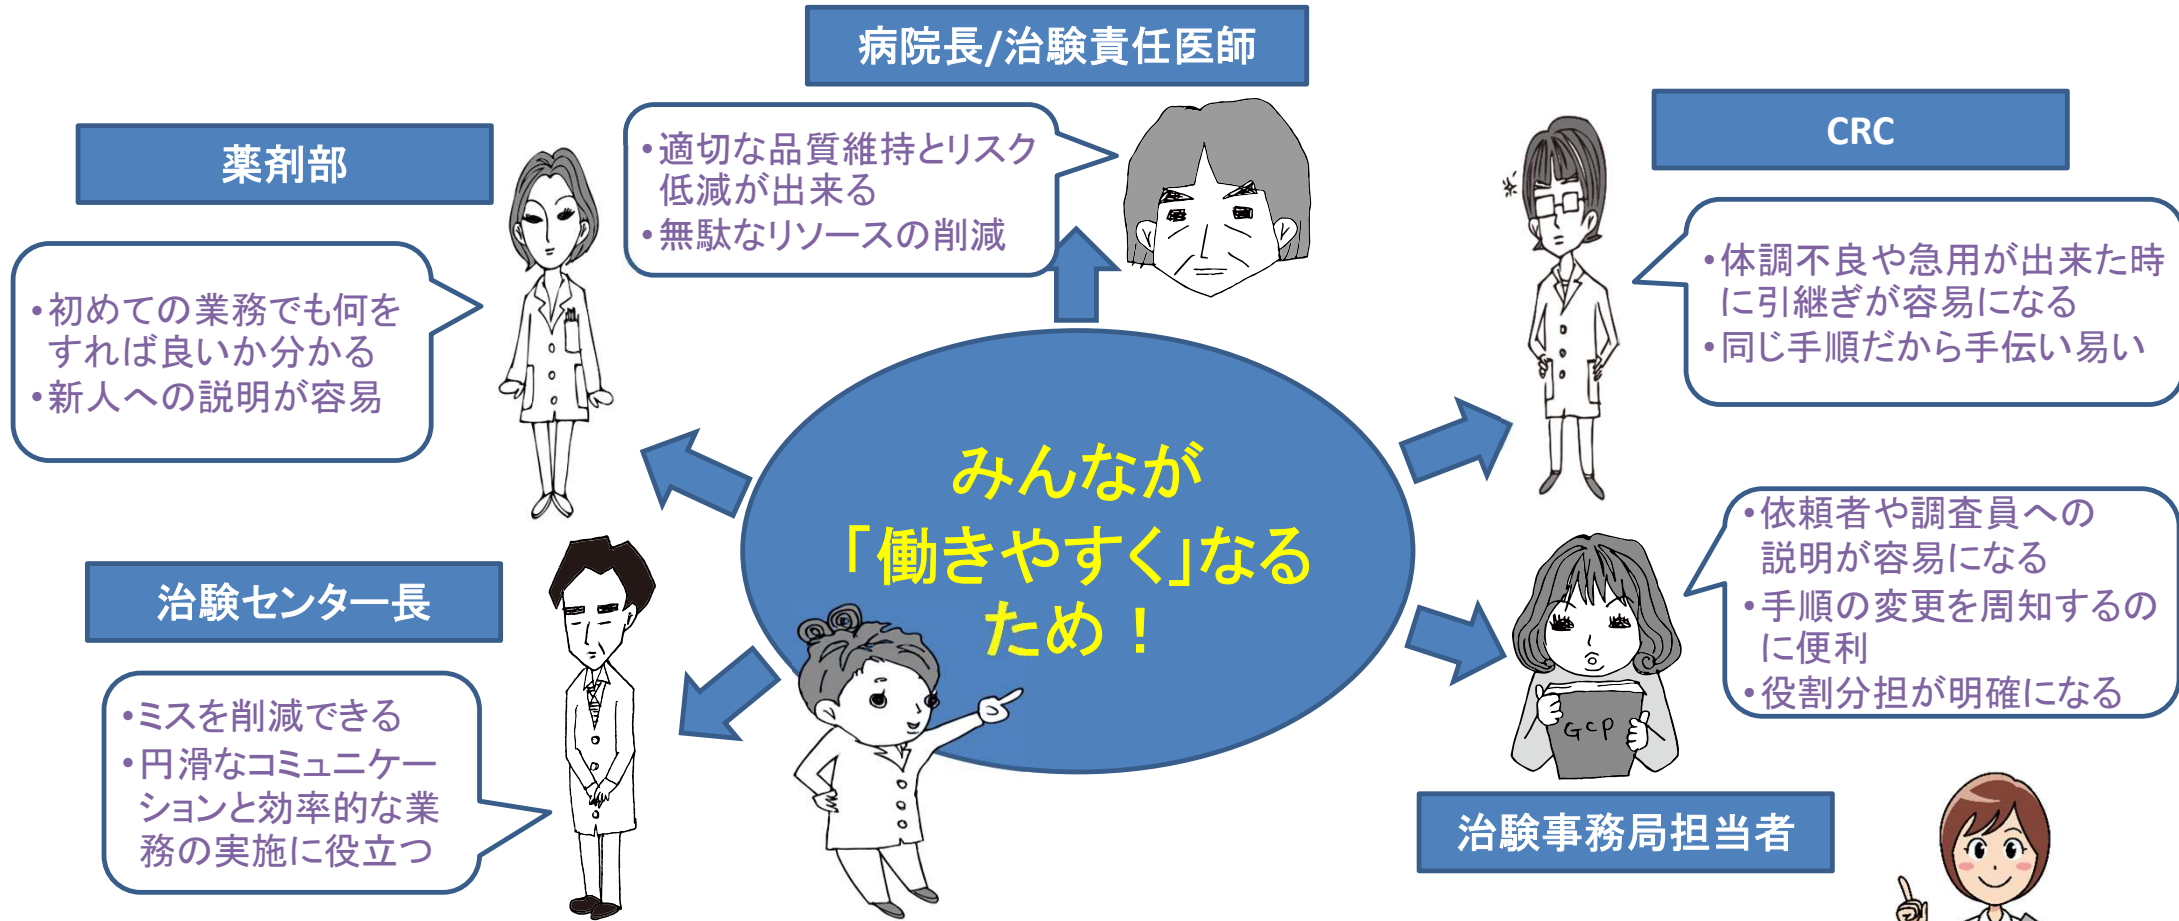 病院長/治験責任医師
・適切な品質維持とリスク
低減が出来る
・無駄なリソースの削減
薬剤部
・初めての業務でも何を
すれば良いか分かる
・新人への説明が容易
CRC
・体調不良や急用が出来た時
に引継ぎが容易になる
・同じ手順だから手伝い易い
みんなが
「働きやすく」なる
ため！
治験センター長
・ミスを削減できる
・円滑なコミュニケー
ションと効率的な業
務の実施に役立つ
・依頼者や調査員への
説明が容易になる
・手順の変更を周知するの
に便利
・役割分担が明確になる
GCP
治験事務局担当者